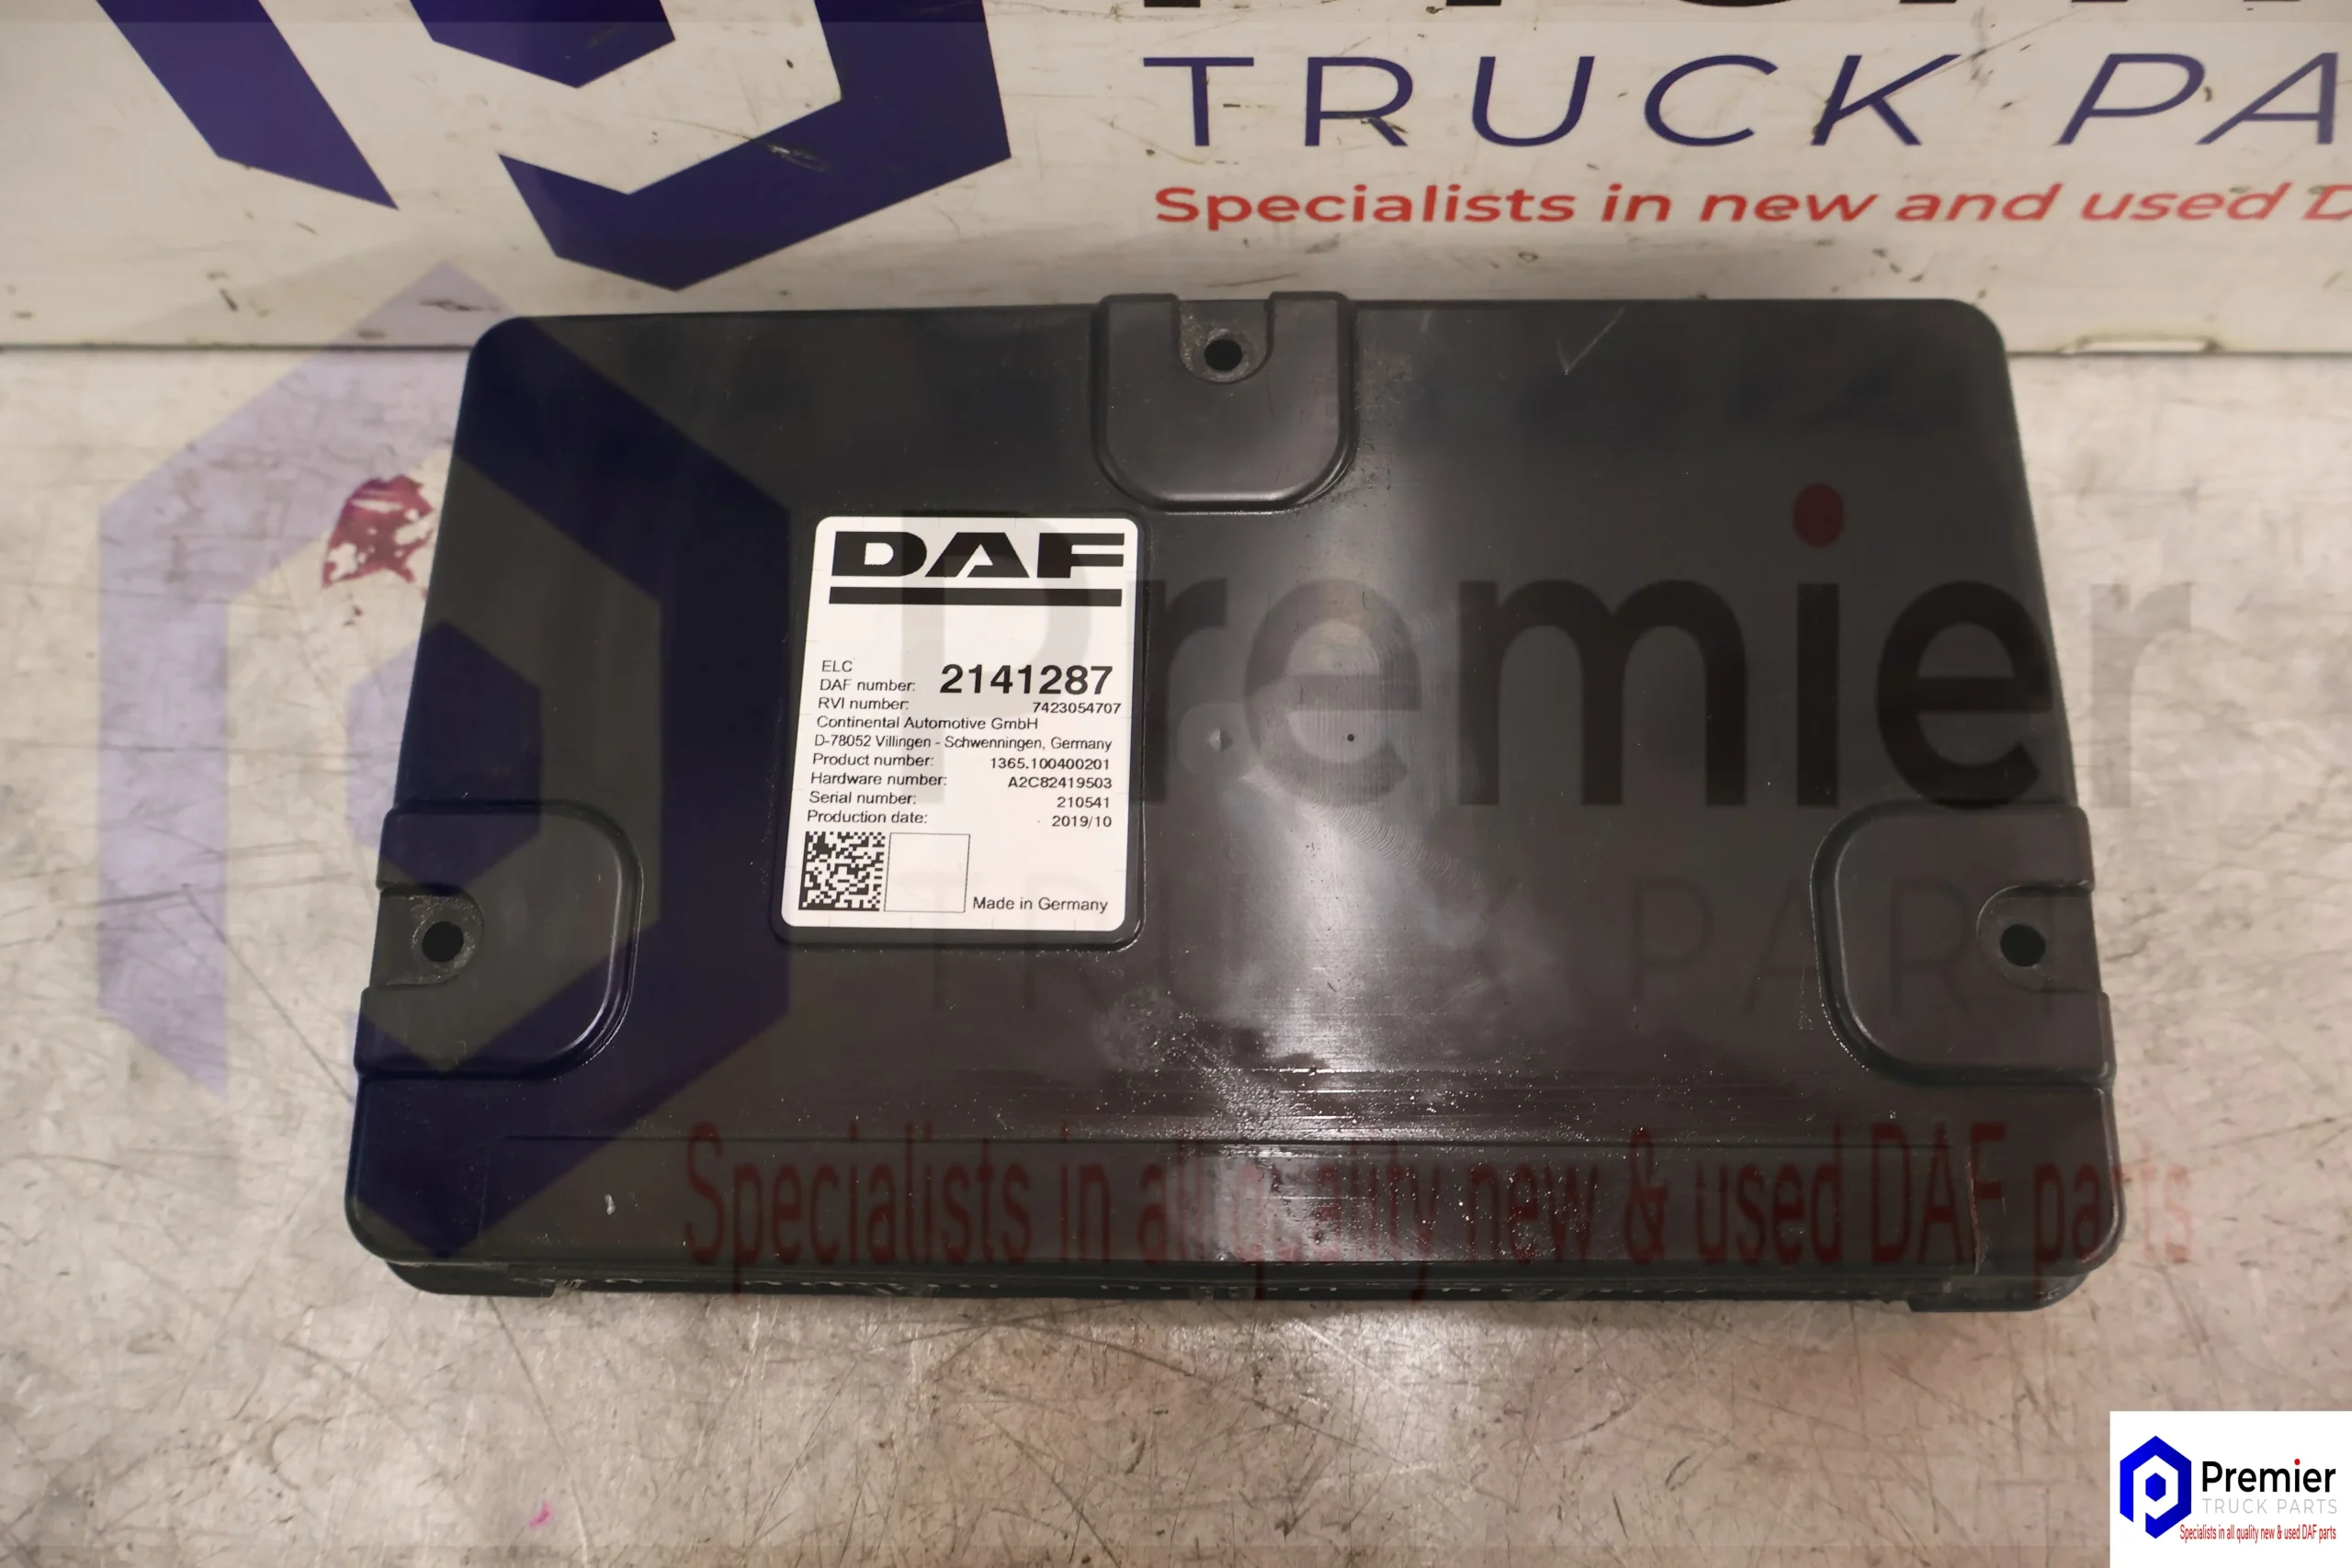 TRUCK PA
Specialists in new and used D
DAF
ELC
DAF number: 2141287
RVI number: 7423054707
Continental Automotive GmbH
D-78052 Villingen - Schwenningen, Germany
Product number: 1365.100400201
Hardware number: A2C82419503
Serial number: 210541
Production date: 2019/10
Made in Germany
Premier
TRUCK PARTS
Specialists in all quality new & used DAF parts
Premier
TRUCK PARTS
Specialists in all quality new & used DAF parts